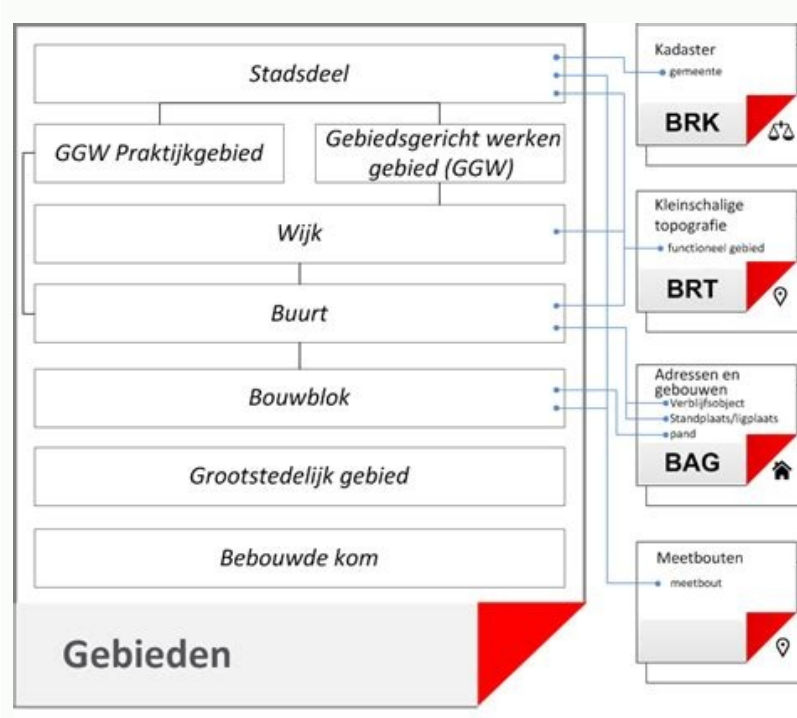 Stadsdeel
GGW Praktijkgebied
Gebiedsgericht werken
gebied (GGW)
Wijk
Buurt
Bouwblok
Grootstedelijk gebied
Bebouwde kom
Gebieden
Kadaster
gemeente
BRK
Kleinschalige
topografie
functioneel gebied
BRT
Adressen en
gebouwen
Verblijfsobject
Standplaats/ligplaats
pand
BAG
Meetbouten
meetbout